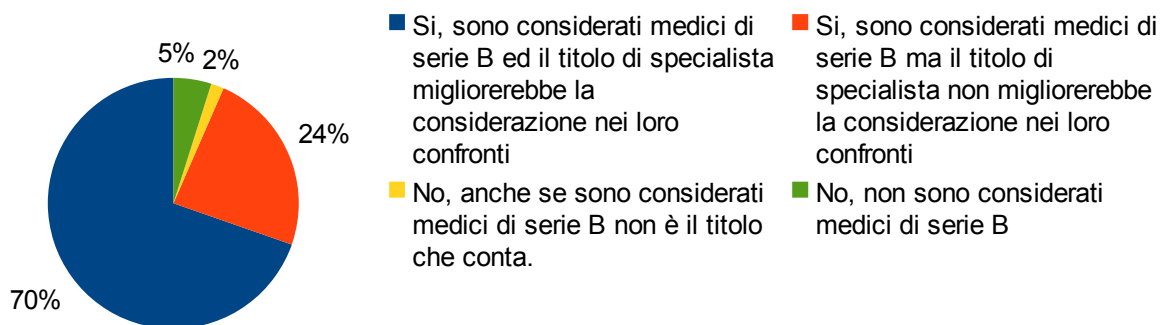 5%
2%
24%
70%
Si, sono considerati medici di
serie B ed il titolo di specialista
migliorerebbe la
considerazione nei loro
confronti
Si, sono considerati medici di
serie B ma il titolo di
specialista non migliorerebbe
la considerazione nei loro
confronti
No, anche se sono considerati
medici di serie B non è il titolo
che conta.
No, non sono considerati
medici di serie B